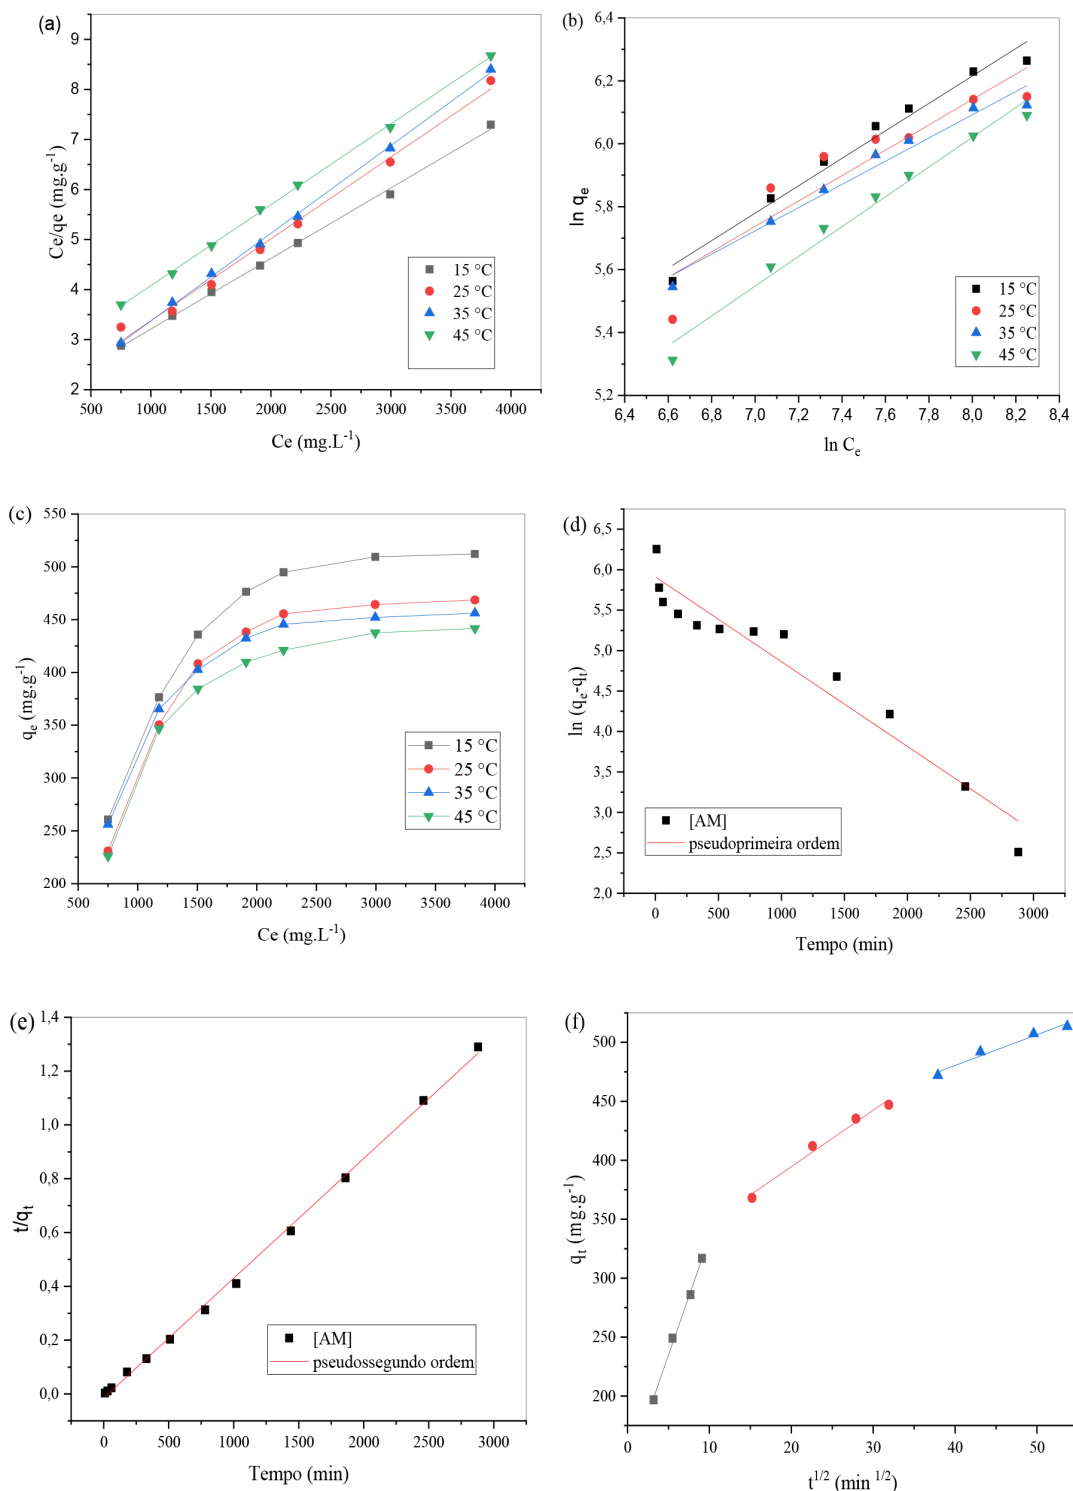 (a)
9
8
7
6
5
4
3
2
Ce/qe (mg.g-1)
15 °C
25 °C
35 °C
45 °C
500 1000 1500 2000 2500 3000 3500 4000
Ce (mg.L-1)
(b)
6,4
6,2
6,0
5,8
5,6
5,4
5,2
ln qe
15 °C
25 °C
35 °C
45 °C
6,4 6,6 6,8 7,0 7,2 7,4 7,6 7,8 8,0 8,2 8,4
ln Ce
(c)
550
500
450
400
350
300
250
200
qe (mg.g-1)
15 °C
25 °C
35 °C
45 °C
500 1000 1500 2000 2500 3000 3500 4000
Ce (mg.L-1)
(d)
6,5
6,0
5,5
5,0
4,5
4,0
3,5
3,0
2,5
2,0
ln (qe-qt)
[AM]
pseudoprimeira ordem
0 500 1000 1500 2000 2500 3000
Tempo (min)
(e)
1,4
1,2
1,0
0,8
0,6
0,4
0,2
0,0
t/qt
[AM]
pseudossegundo ordem
0 500 1000 1500 2000 2500 3000
Tempo (min)
(f)
500
450
400
350
300
250
200
qt (mg.g-1)
0 10 20 30 40 50
t1/2 (min 1/2)